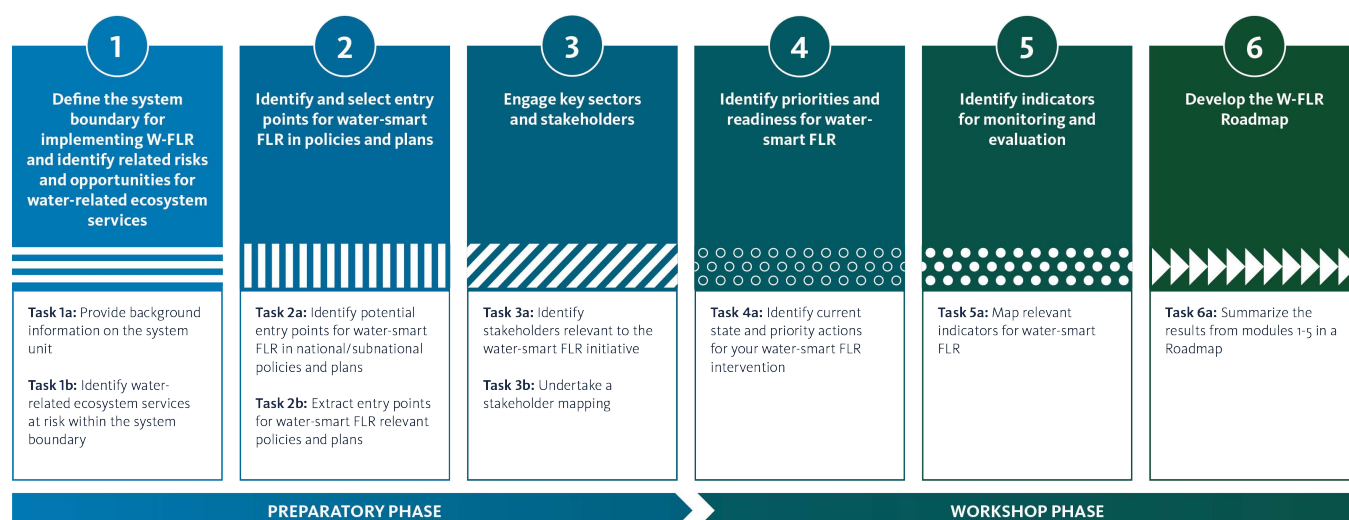 1
Define the system
boundary for
implementing W-FLR
and identify related risks
and opportunities for
water-related ecosystem
services
Task 1a: Provide background
information on the system
unit
Task 1b: Identify water-
related ecosystem services
at risk within the system
boundary
2
Identify and select entry
points for water-smart
FLR in policies and plans
Task 2a: Identify potential
entry points for water-smart
FLR in national/subnational
policies and plans
Task 2b: Extract entry points
for water-smart FLR relevant
policies and plans
3
Engage key sectors
and stakeholders
Task 3a: Identify
stakeholders relevant to the
water-smart FLR initiative
Task 3b: Undertake a
stakeholder mapping
4
Identify priorities and
readiness for water-
smart FLR
Task 4a: Identify current
state and priority actions
for your water-smart FLR
intervention
5
Identify indicators
for monitoring and
evaluation
Task 5a: Map relevant
indicators for water-smart
FLR
6
Develop the W-FLR
Roadmap
Task 6a: Summarize the
results from modules 1-5 in a
Roadmap
PREPARATORY PHASE
WORKSHOP PHASE